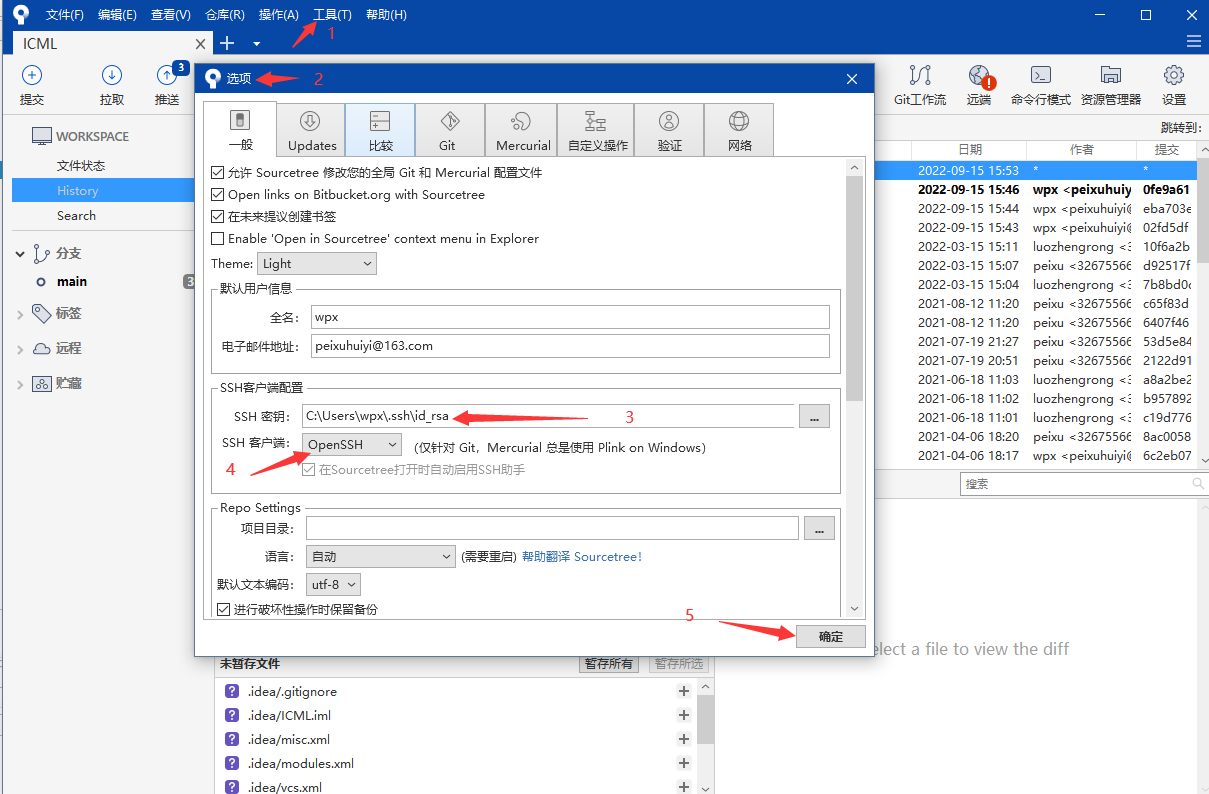 文件(F) 编辑(E) 查看(V) 仓库(R) 操作(A) 工具(T) 帮助(H)
1
ICML
提交 拉取 3 推送
Git工作流 远端 命令行模式 资源管理器 设置
跳转到:
选项 2
一般 Updates 比较 Git Mercurial 自定义操作 验证 网络
允许 Sourcetree 修改您的全局 Git 和 Mercurial 配置文件
Open links on Bitbucket.org with Sourcetree
在未来提议创建书签
Enable 'Open in Sourcetree' context menu in Explorer
Theme: Light
默认用户信息
全名: wpx
电子邮件地址: peixuhuiyi@163.com
SSH客户端配置
SSH 密钥: C:\Users\wpx\.ssh\id_rsa 3 ...
SSH 客户端: OpenSSH (仅针对 Git，Mercurial 总是使用 Plink on Windows)
4
在Sourcetree打开时自动启用SSH助手
Repo Settings
项目目录: ...
语言: 自动 (需要重启) 帮助翻译 Sourcetree!
默认文本编码: utf-8
进行破坏性操作时保留备份
5
确定
WORKSPACE
文件状态
History
Search
分支
main 3
标签
远程
贮藏
日期 作者 提交
2022-09-15 15:53 * *
2022-09-15 15:46 wpx <peixuhuiy 0fe9a61
2022-09-15 15:44 wpx <peixuhuiyi@ eba703e
2022-09-15 15:43 wpx <peixuhuiyi@ 02fd5df
2022-03-15 15:11 luozhengrong <3 10f6a2b
2022-03-15 15:07 peixu <32675566 d92517f
2022-03-15 15:04 luozhengrong <3 7b8bd0c
2021-08-12 11:20 peixu <32675566 c65f83d
2021-08-12 11:20 peixu <32675566 6407f46
2021-07-19 21:27 peixu <32675566 53d5e84
2021-07-19 20:51 peixu <32675566 2122d91
2021-06-18 11:03 luozhengrong <3 a8a2be2
2021-06-18 11:02 luozhengrong <3 b957892
2021-06-18 11:01 luozhengrong <3 c19d776
2021-04-06 18:20 peixu <32675566 8ac0058
2021-04-06 18:17 wpx <peixuhuiyi@ 6c2eb07
搜索
elect a file to view the diff
未暂存文件 暂存所有 暂存所选
.idea/.gitignore
.idea/ICML.iml
.idea/misc.xml
.idea/modules.xml
.idea/vcs.xml